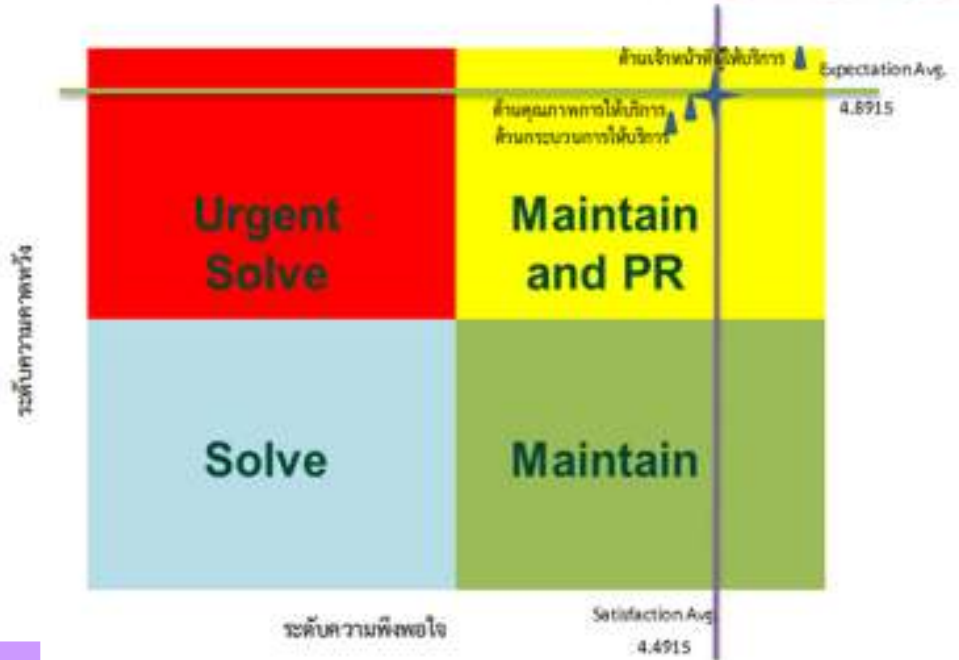 ด้านเจ้าหน้าที่ผู้ให้บริการ
Expectation Avg.
4.8915
ด้านคุณภาพการให้บริการ
ด้านกระบวนการให้บริการ
Urgent
Solve
Maintain
and PR
ระดับความคาดหวัง
Solve
Maintain
ระดับความพึงพอใจ
Satisfaction Avg
4.4915